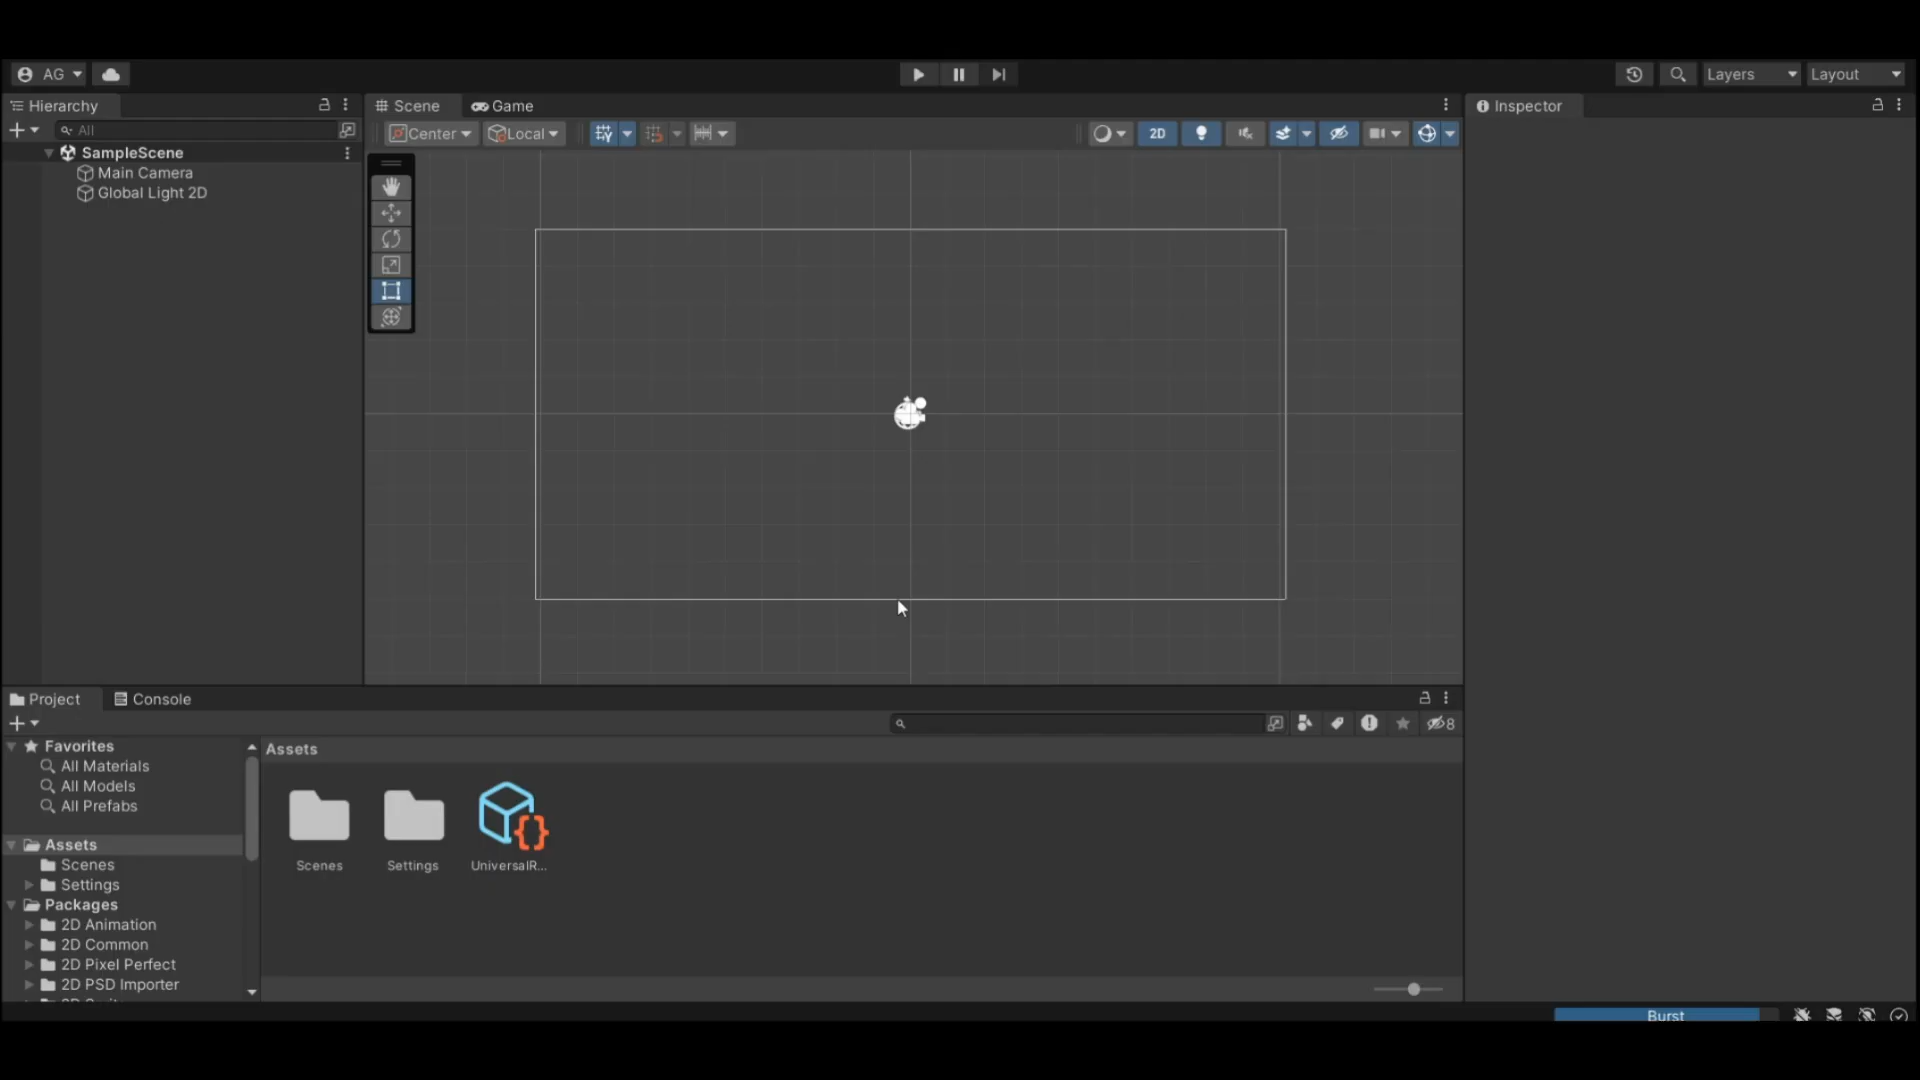 AG
Layers
Layout
Hierarchy
Scene
Game
Inspector
All
Center
Local
2D
SampleScene
Main Camera
Global Light 2D
Project
Console
8
Favorites
All Materials
All Models
All Prefabs
Assets
Scenes
Settings
Packages
2D Animation
2D Common
2D Pixel Perfect
2D PSD Importer
Assets
Scenes
Settings
UniversalR...
Burst